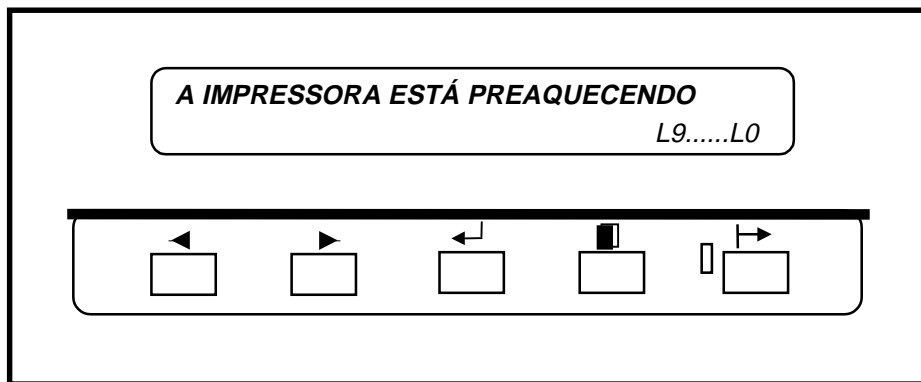 A IMPRESSORA ESTÁ PREAQUECENDO
L9......L0